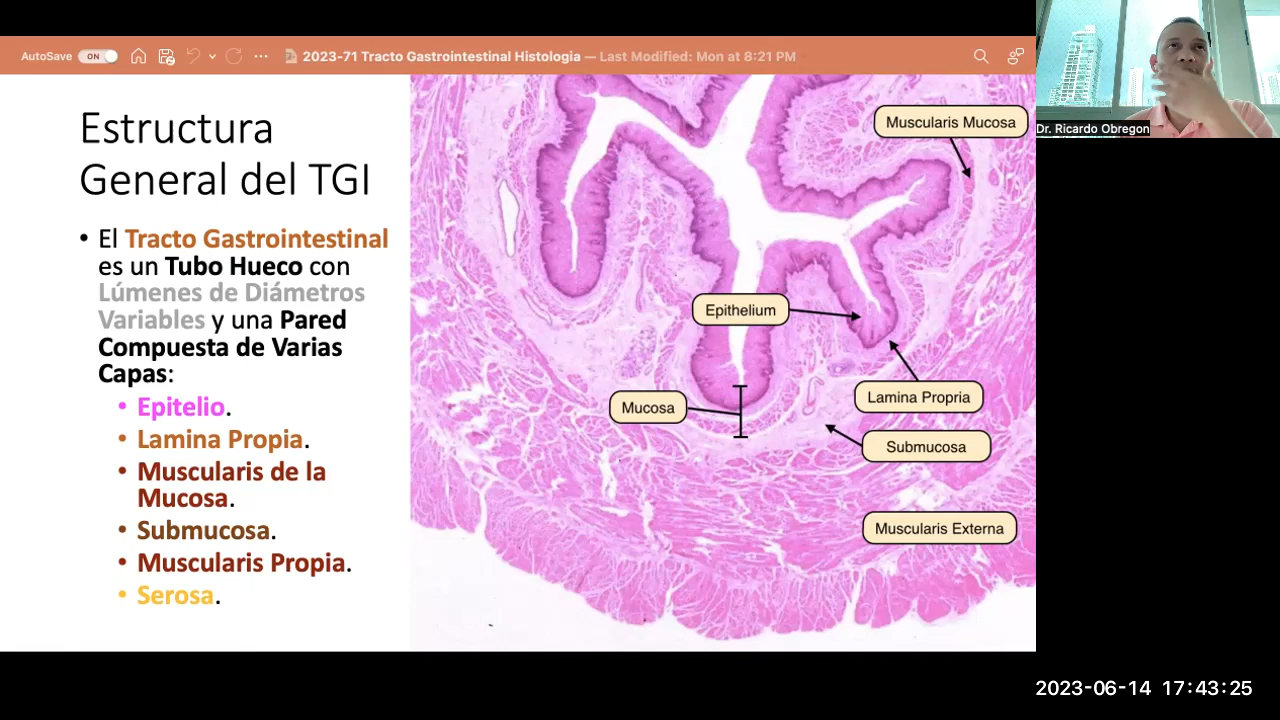 AutoSave ON
2023-71 Tracto Gastrointestinal Histologia — Last Modified: Mon at 8:21 PM
Dr. Ricardo Obregon
Estructura
General del TGI
• El Tracto Gastrointestinal
es un Tubo Hueco con
Lúmenes de Diámetros
Variables y una Pared
Compuesta de Varias
Capas:
• Epitelio.
• Lamina Propia.
• Muscularis de la
Mucosa.
• Submucosa.
• Muscularis Propia.
• Serosa.
Muscularis Mucosa
Epithelium
Lamina Propria
Mucosa
Submucosa
Muscularis Externa
2023-06-14 17:43:25